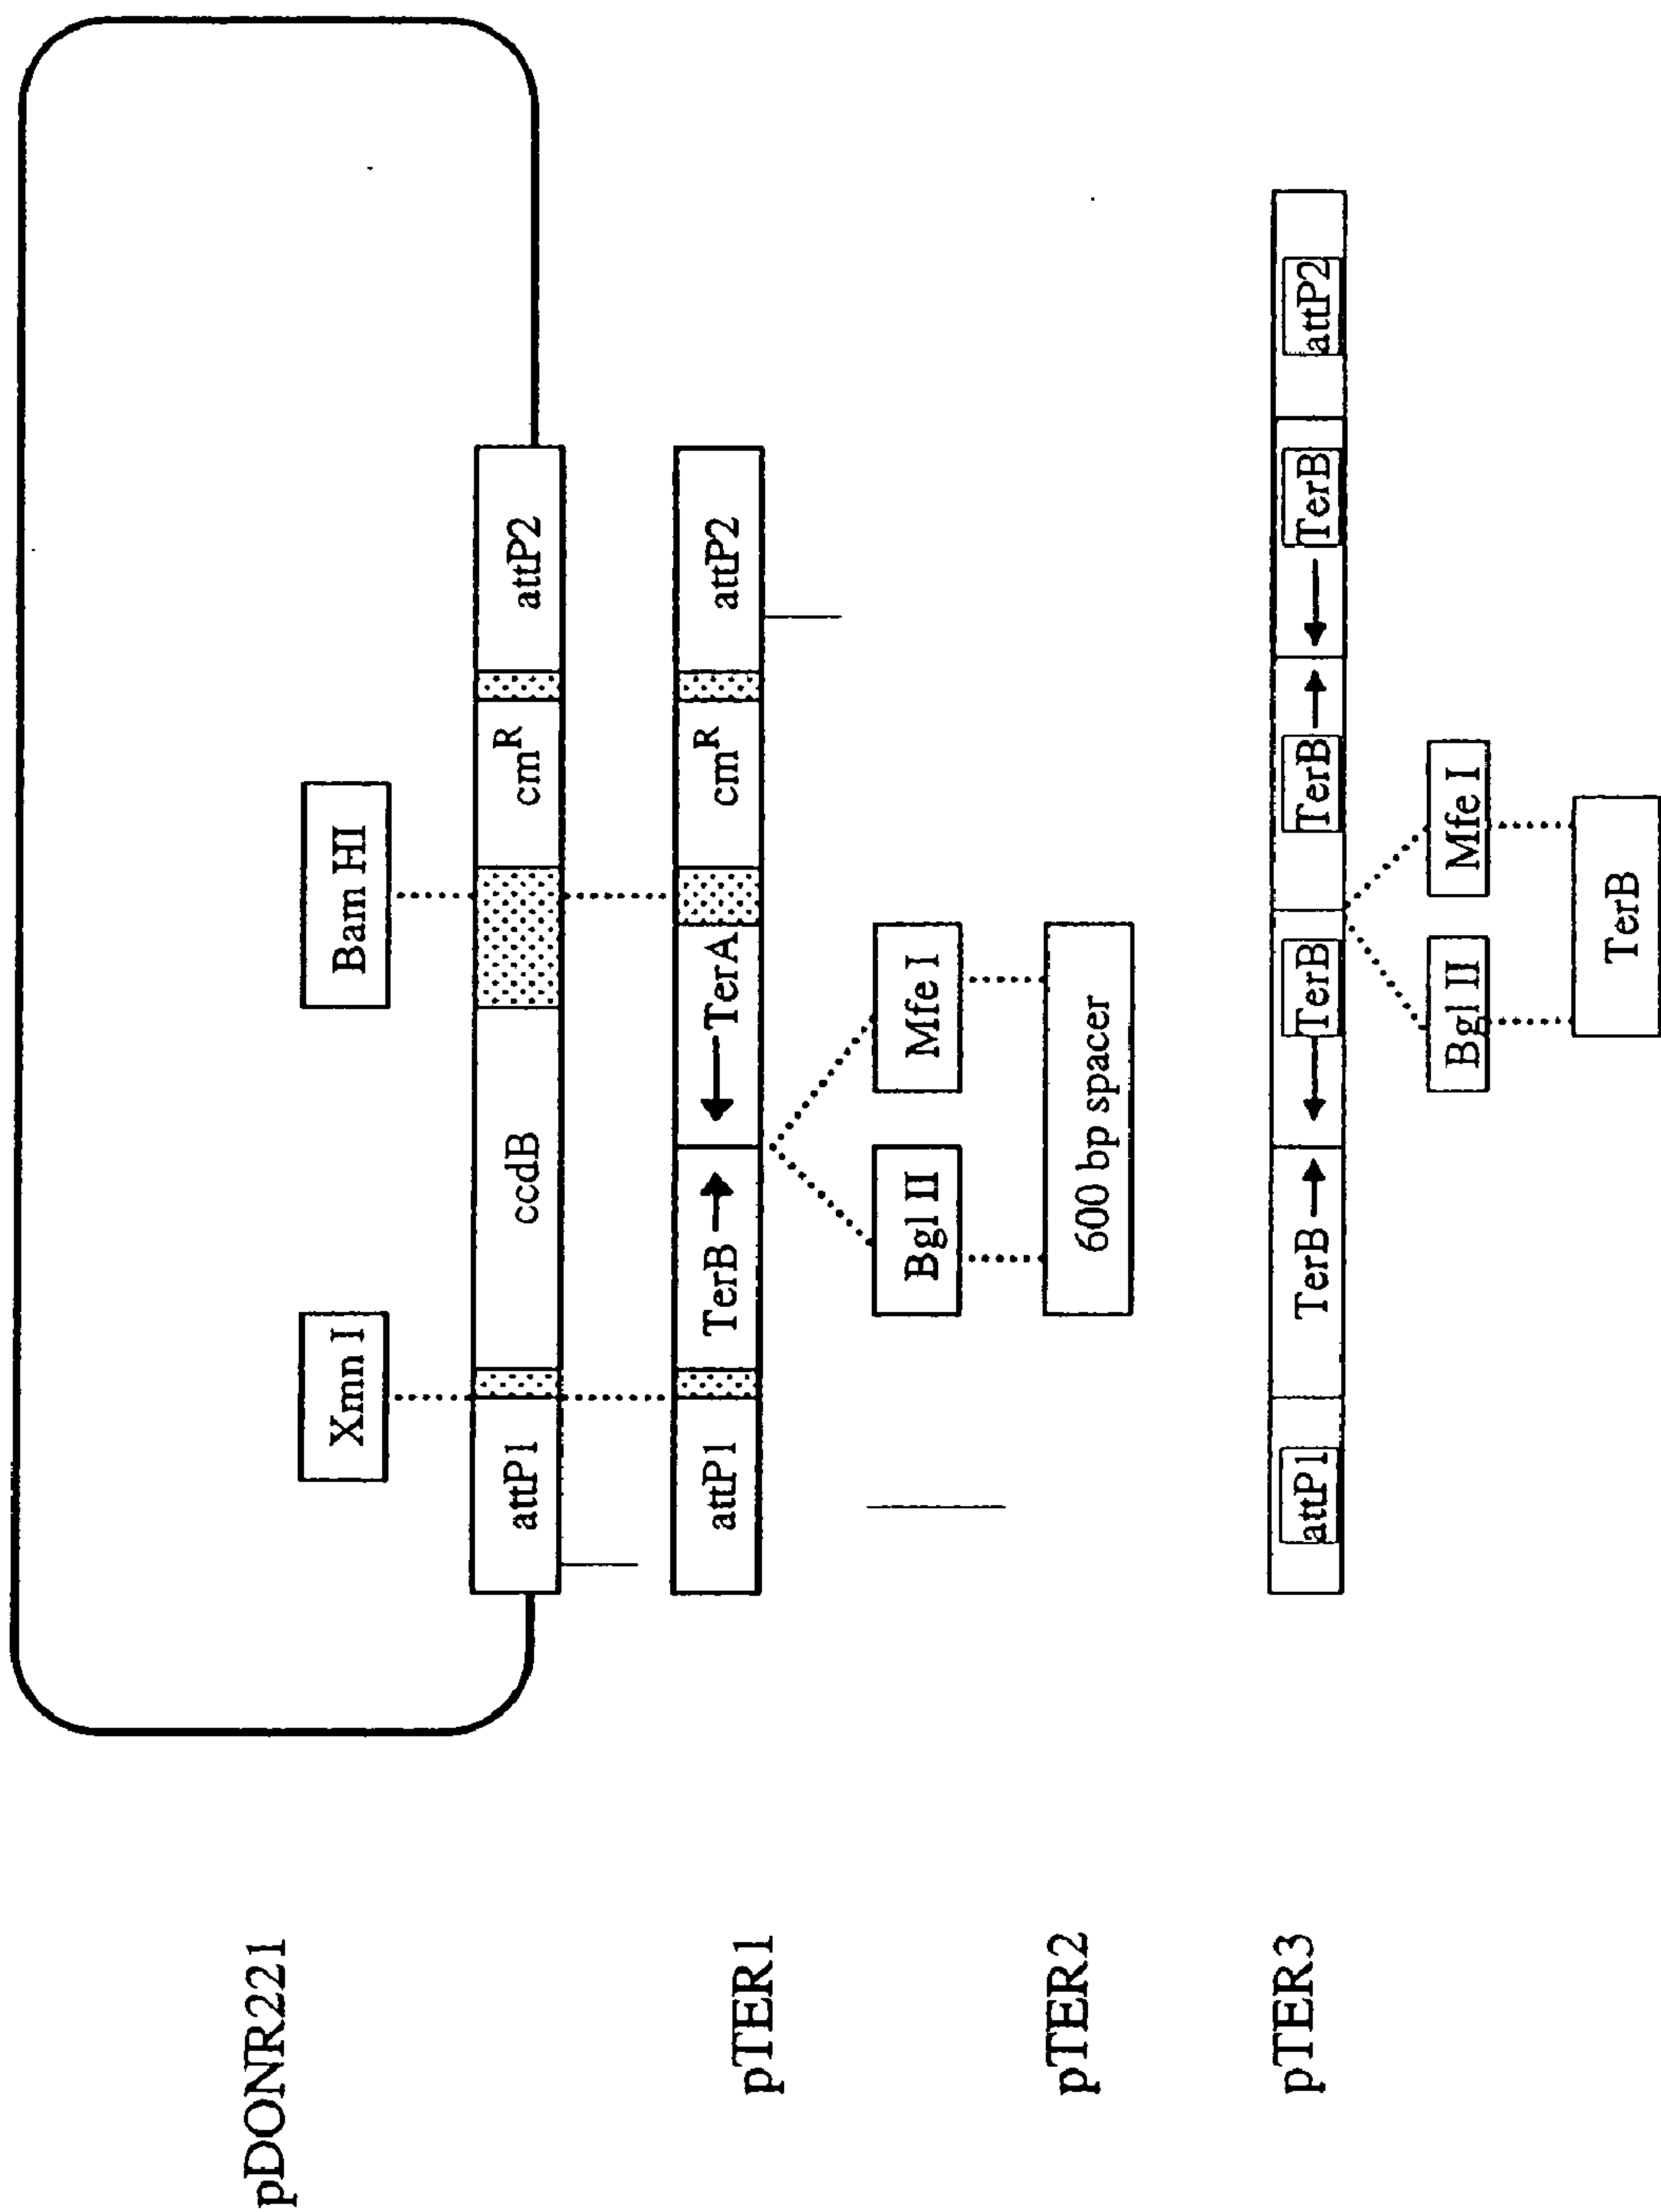 pDONR221
Xmn I
Bam HI
attP1
ccdB
cm^R
attP2
pTER1
attP1
TerB
TerA
cm^R
attP2
Bgl II
Mfe I
pTER2
600 bp spacer
pTER3
attP1
TerB
TerB
TerB
TerB
attP2
Bgl II
Mfe I
TerB